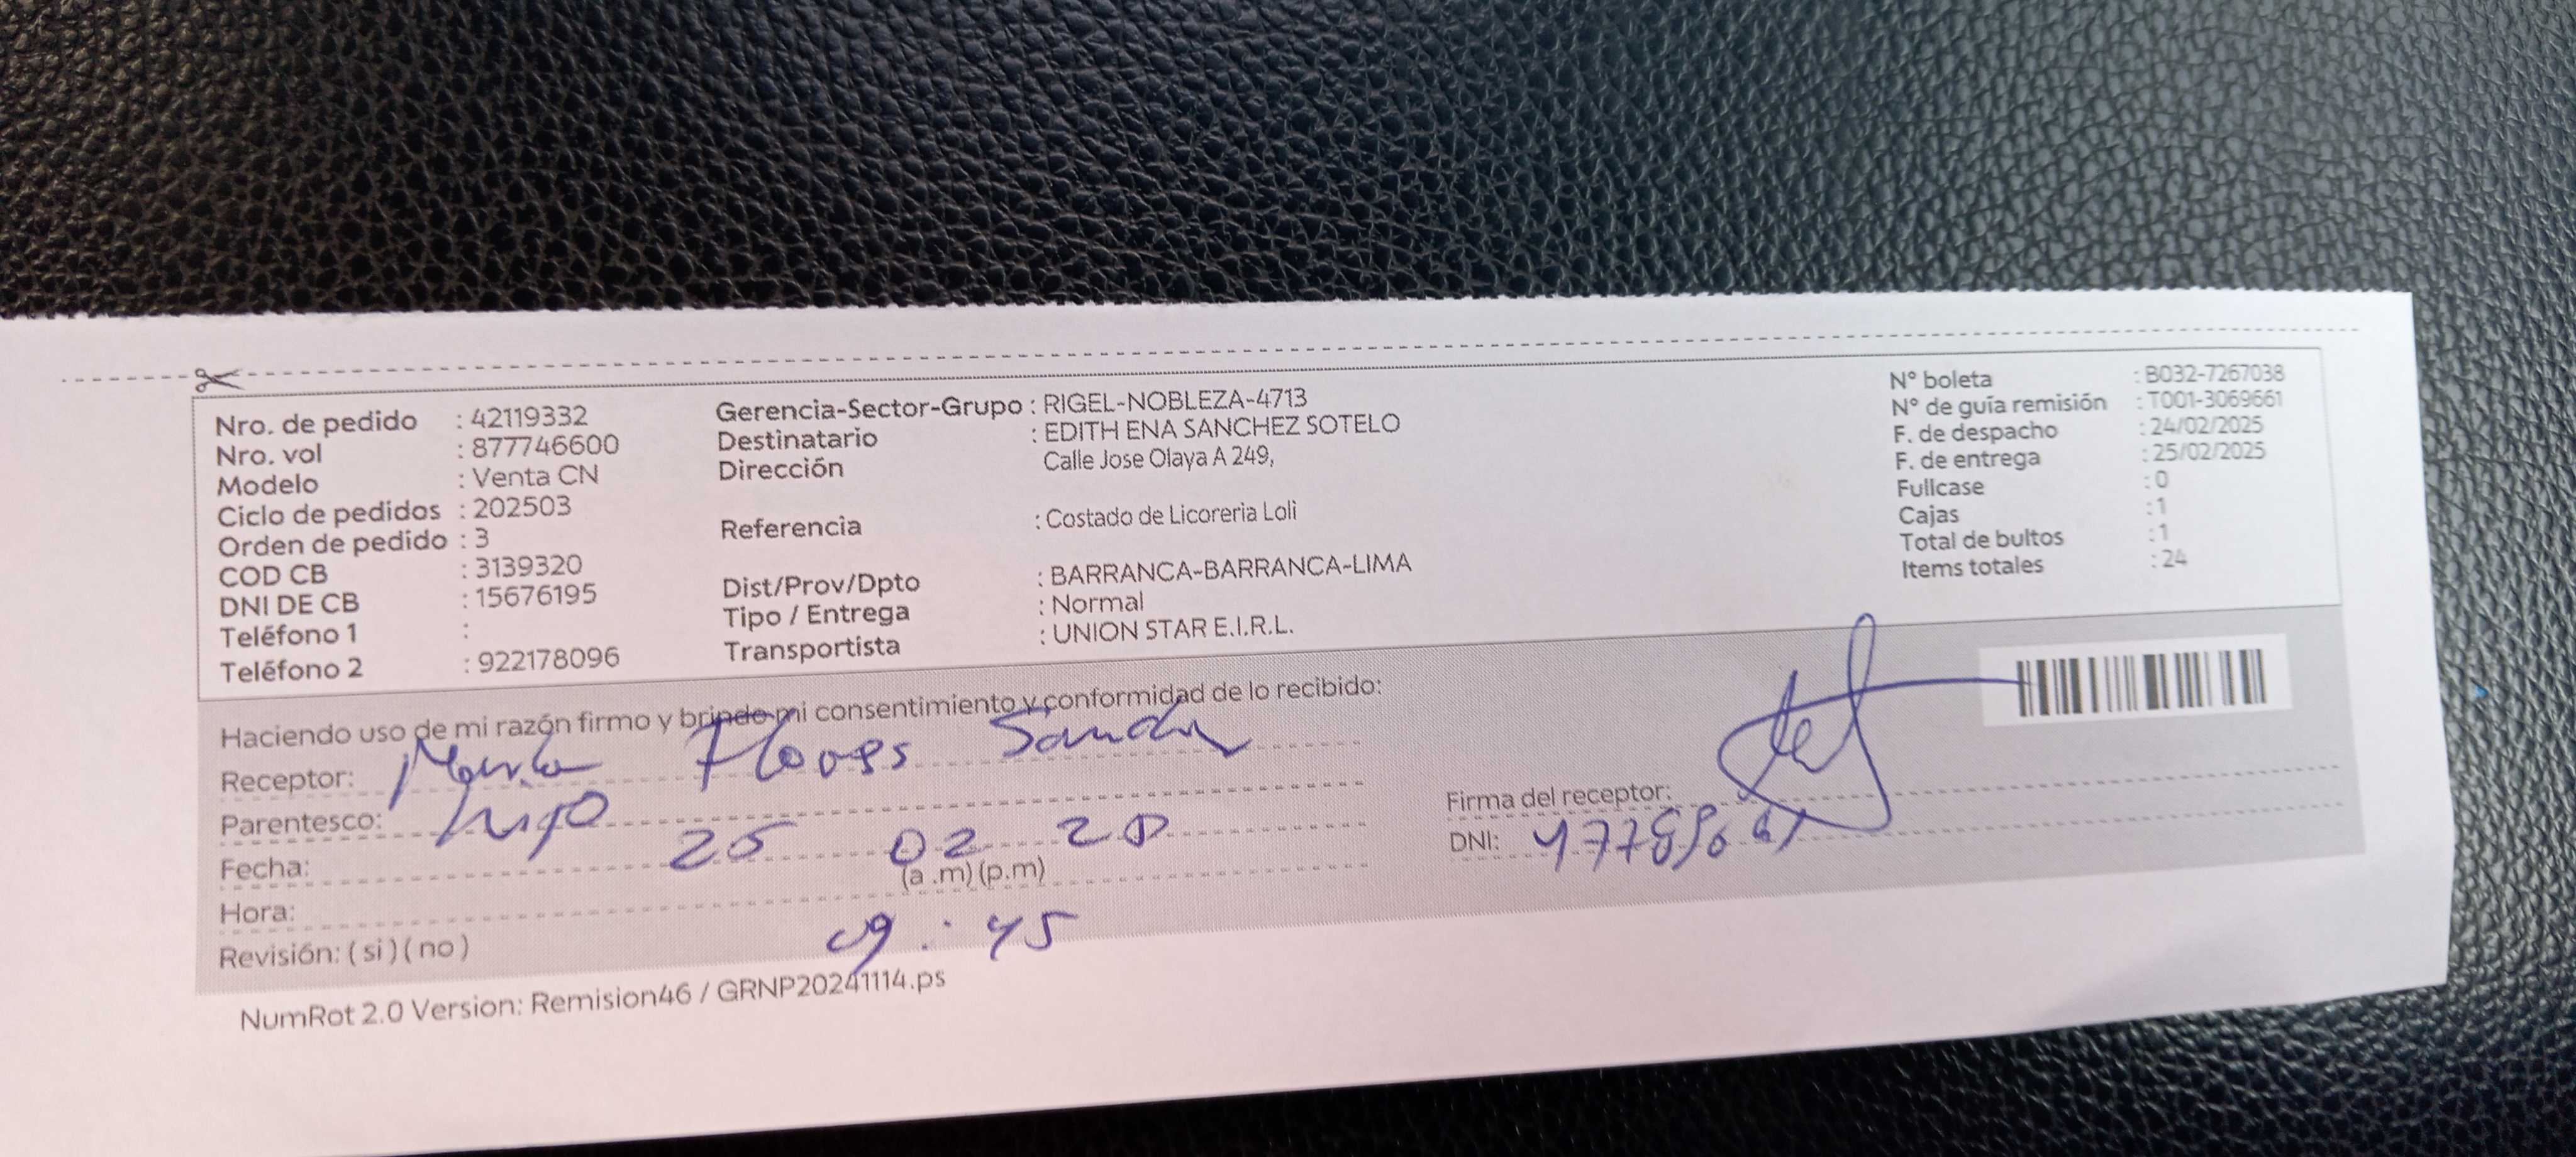 Nro. de pedido : 42119332
Nro. vol : 877746600
Modelo : Venta CN
Ciclo de pedidos : 202503
Orden de pedido : 3
COD CB : 3139320
DNI DE CB : 15676195
Teléfono 1 :
Teléfono 2 : 922178096
Gerencia-Sector-Grupo : RIGEL-NOBLEZA-4713
Destinatario : EDITH ENA SANCHEZ SOTELO
Dirección Calle Jose Olaya A 249,
Referencia : Costado de Licoreria Loli
Dist/Prov/Dpto : BARRANCA-BARRANCA-LIMA
Tipo / Entrega : Normal
Transportista : UNION STAR E.I.R.L.
N° boleta : B032-7267038
N° de guía remisión : T001-3069661
F. de despacho : 24/02/2025
F. de entrega : 25/02/2025
Fullcase : 0
Cajas : 1
Total de bultos : 1
Items totales : 24
Haciendo uso de mi razón firmo y brindo mi consentimiento y conformidad de lo recibido:
Receptor: Flores
Parentesco:
Fecha: 25 02
Hora: (a .m) (p.m)
09 : 45
Revisión: ( si ) ( no )
Firma del receptor:
DNI:
NumRot 2.0 Version: Remision46 / GRNP20241114.ps